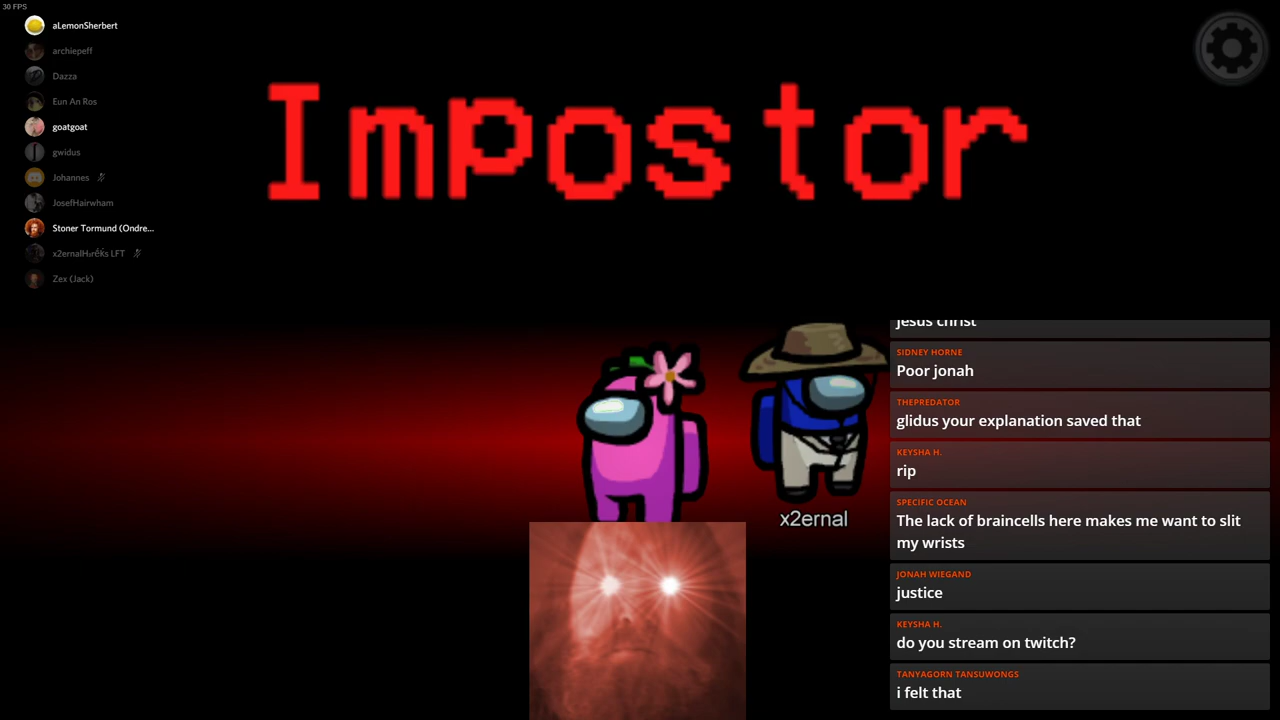 30 FPS
aLemonSherbert
archiepeff
Dazza
Eun An Ros
goatgoat
gwidus
Johannes
JosefHairwham
Stoner Tormund (Ondre...
LFT
Zex (Jack)
Impostor
x2ernal
jesus christ
SIDNEY HORNE
Poor jonah
THEPREDATOR
glidus your explanation saved that
KEYSHA H.
rip
SPECIFIC OCEAN
The lack of braincells here makes me want to slit
my wrists
JONAH WIEGAND
justice
KEYSHA H.
do you stream on twitch?
TANYAGORN TANSUWONGS
i felt that